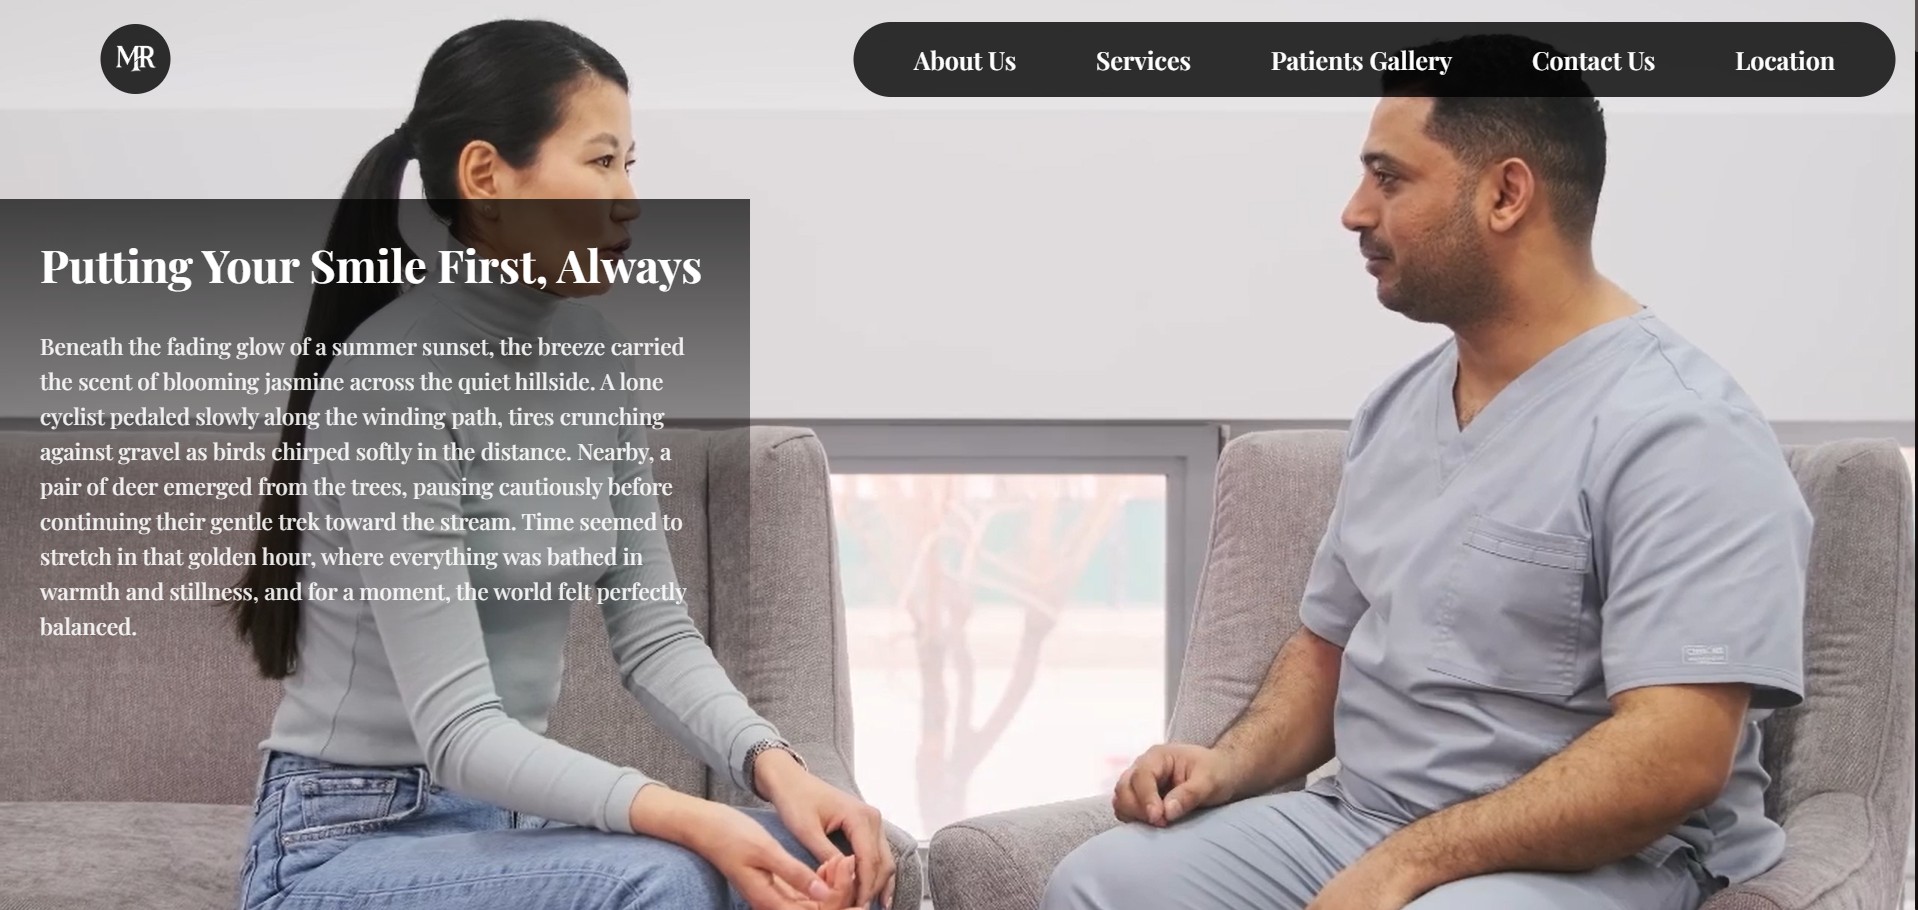 MR
About Us
Services
Patients Gallery
Contact Us
Location
Putting Your Smile First, Always
Beneath the fading glow of a summer sunset, the breeze carried
the scent of blooming jasmine across the quiet hillside. A lone
cyclist pedaled slowly along the winding path, tires crunching
against gravel as birds chirped softly in the distance. Nearby, a
pair of deer emerged from the trees, pausing cautiously before
continuing their gentle trek toward the stream. Time seemed to
stretch in that golden hour, where everything was bathed in
warmth and stillness, and for a moment, the world felt perfectly
balanced.